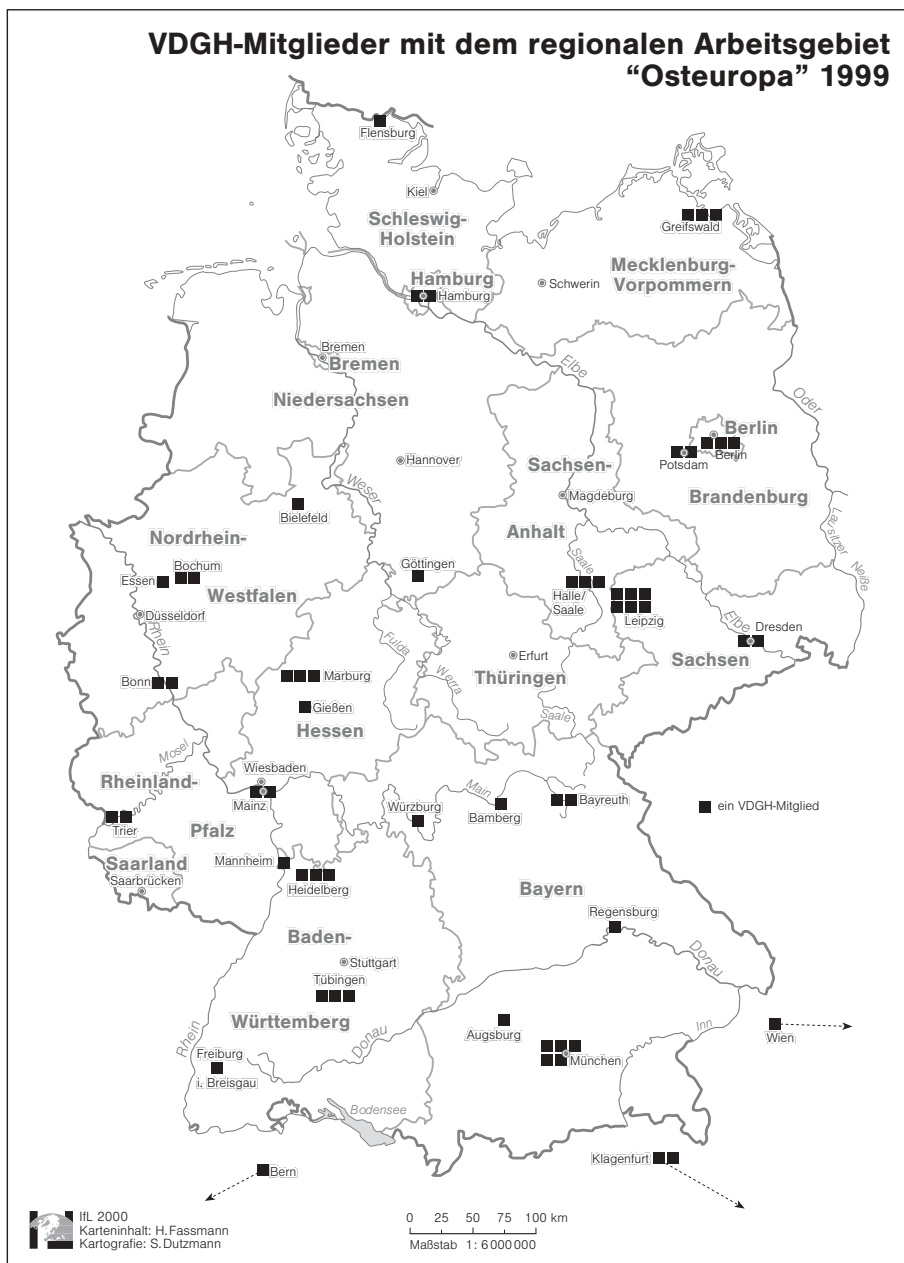 VDGH-Mitglieder mit dem regionalen Arbeitsgebiet
“Osteuropa” 1999
Flensburg
Kiel
Schleswig-
Holstein
Greifswald
Mecklenburg-
Vorpommern
Schwerin
Hamburg
Hamburg
Bremen
Bremen
Niedersachsen
Elbe
Oder
Berlin
Berlin
Potsdam
Brandenburg
Hannover
Weser
Sachsen-
Magdeburg
Anhalt
Saale
Lausitzer Neiße
Bielefeld
Nordrhein-
Bochum
Essen
Westfalen
Göttingen
Halle/
Saale
Leipzig
Düsseldorf
Rhein
Elbe
Dresden
Sachsen
Fulda
Werra
Erfurt
Thüringen
Saale
Bonn
Marburg
Gießen
Hessen
Mosel
Rheinland-
Wiesbaden
Mainz
Main
Würzburg
Bamberg
Bayreuth
ein VDGH-Mitglied
Trier
Pfalz
Saarland
Saarbrücken
Mannheim
Heidelberg
Bayern
Regensburg
Donau
Baden-
Stuttgart
Tübingen
Württemberg
Rhein
Donau
Augsburg
Inn
Wien
München
Freiburg
i. Breisgau
Bodensee
Bern
Klagenfurt
IfL 2000
Karteninhalt: H. Fassmann
Kartografie: S. Dutzmann
0 25 50 75 100 km
Maßstab 1: 6 000 000